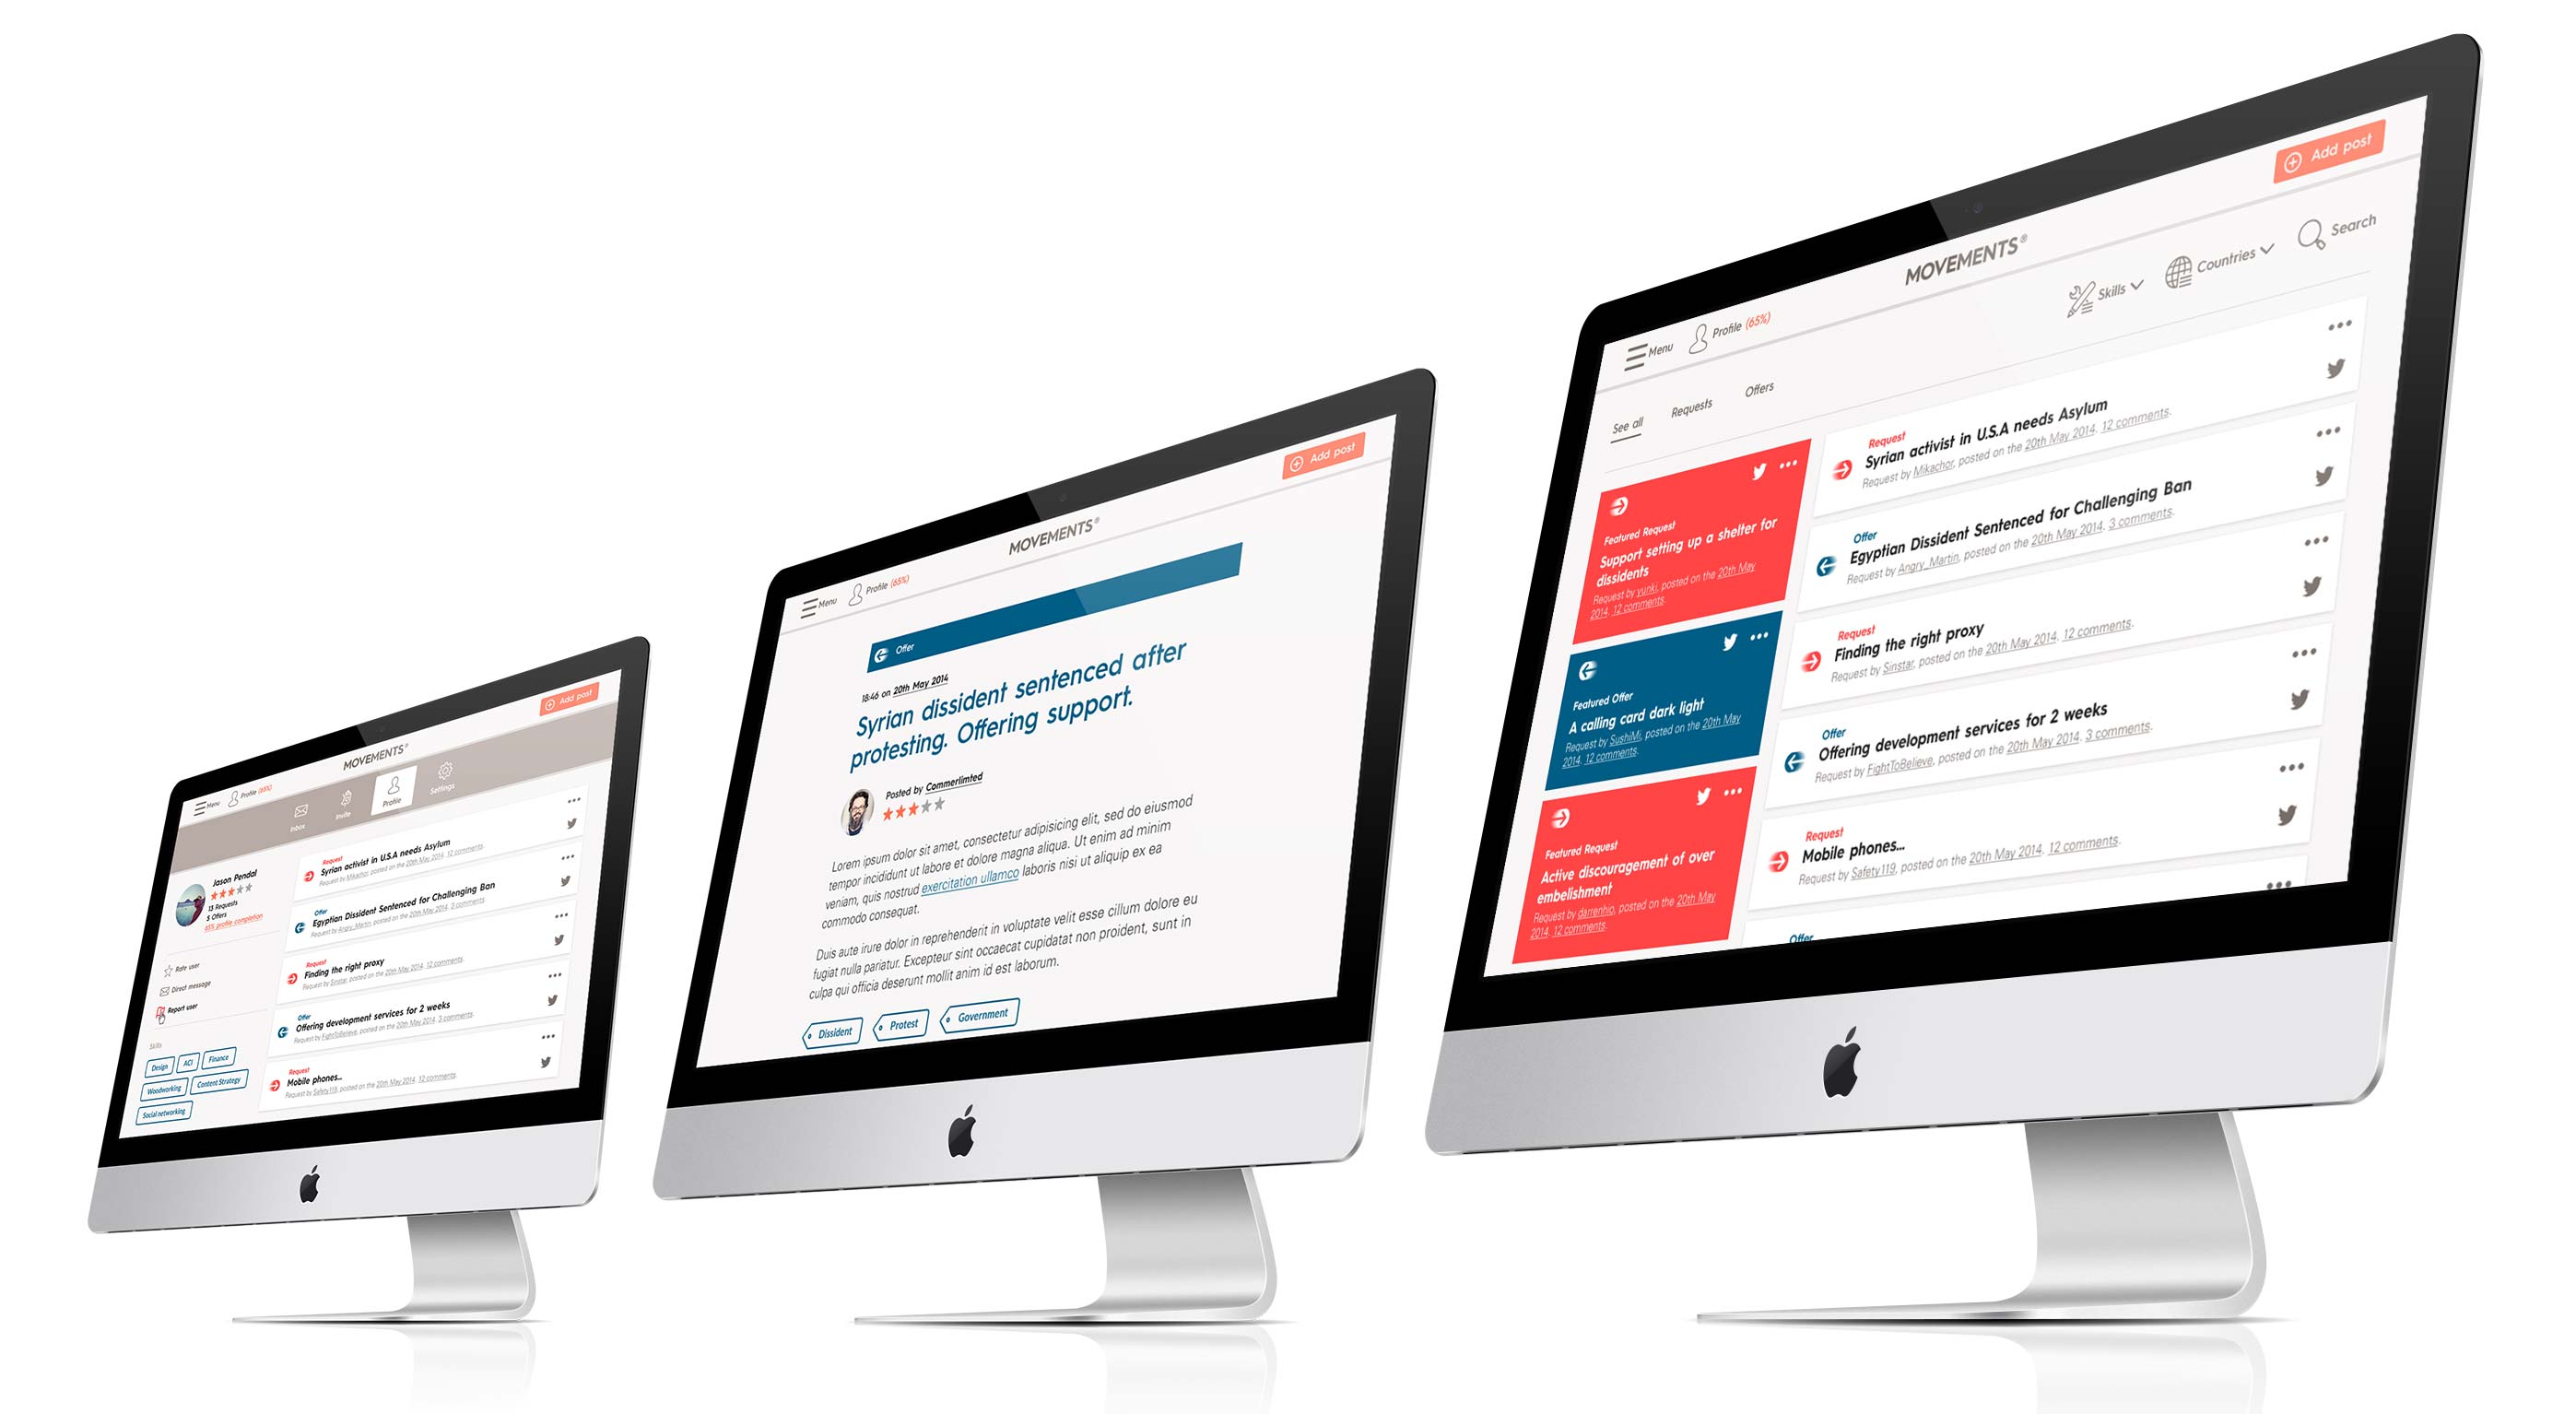 Add post
MOVEMENTS®
Menu
Profile (65%)
Inbox
Invite
Profile
Settings
Jason Pendal
13 Requests
5 Offers
65% profile completion
Rate user
Direct message
Report user
Skills
Design
ACI
Finance
Woodworking
Content Strategy
Social networking
Request
Syrian activist in U.S.A needs Asylum
Request by Mikachor, posted on the 20th May 2014. 12 comments.
Offer
Egyptian Dissident Sentenced for Challenging Ban
Request by Angry_Martin, posted on the 20th May 2014. 3 comments.
Request
Finding the right proxy
Request by Sinstar, posted on the 20th May 2014. 12 comments.
Offer
Offering development services for 2 weeks
Request by FightToBelieve, posted on the 20th May 2014. 3 comments.
Request
Mobile phones...
Request by Safety119, posted on the 20th May 2014. 12 comments.
Add post
MOVEMENTS®
Menu
Profile (65%)
Offer
18:46 on 20th May 2014
Syrian dissident sentenced after
protesting. Offering support.
Posted by Commerlimted
Lorem ipsum dolor sit amet, consectetur adipisicing elit, sed do eiusmod
tempor incididunt ut labore et dolore magna aliqua. Ut enim ad minim
veniam, quis nostrud exercitation ullamco laboris nisi ut aliquip ex ea
commodo consequat.
Duis aute irure dolor in reprehenderit in voluptate velit esse cillum dolore eu
fugiat nulla pariatur. Excepteur sint occaecat cupidatat non proident, sunt in
culpa qui officia deserunt mollit anim id est laborum.
Dissident
Protest
Government
Add post
MOVEMENTS®
Menu
Profile (65%)
Skills
Countries
Search
See all
Requests
Offers
Featured Request
Support setting up a shelter for
dissidents
Request by yunki, posted on the 20th May
2014. 12 comments.
Featured Offer
A calling card dark light
Request by SushiMi, posted on the 20th May
2014. 12 comments.
Featured Request
Active discouragement of over
embelishment
Request by darrenhio, posted on the 20th May
2014. 12 comments.
Request
Syrian activist in U.S.A needs Asylum
Request by Mikachor, posted on the 20th May 2014. 12 comments.
Offer
Egyptian Dissident Sentenced for Challenging Ban
Request by Angry_Martin, posted on the 20th May 2014. 3 comments.
Request
Finding the right proxy
Request by Sinstar, posted on the 20th May 2014. 12 comments.
Offer
Offering development services for 2 weeks
Request by FightToBelieve, posted on the 20th May 2014. 3 comments.
Request
Mobile phones...
Request by Safety119, posted on the 20th May 2014. 12 comments.
Offer